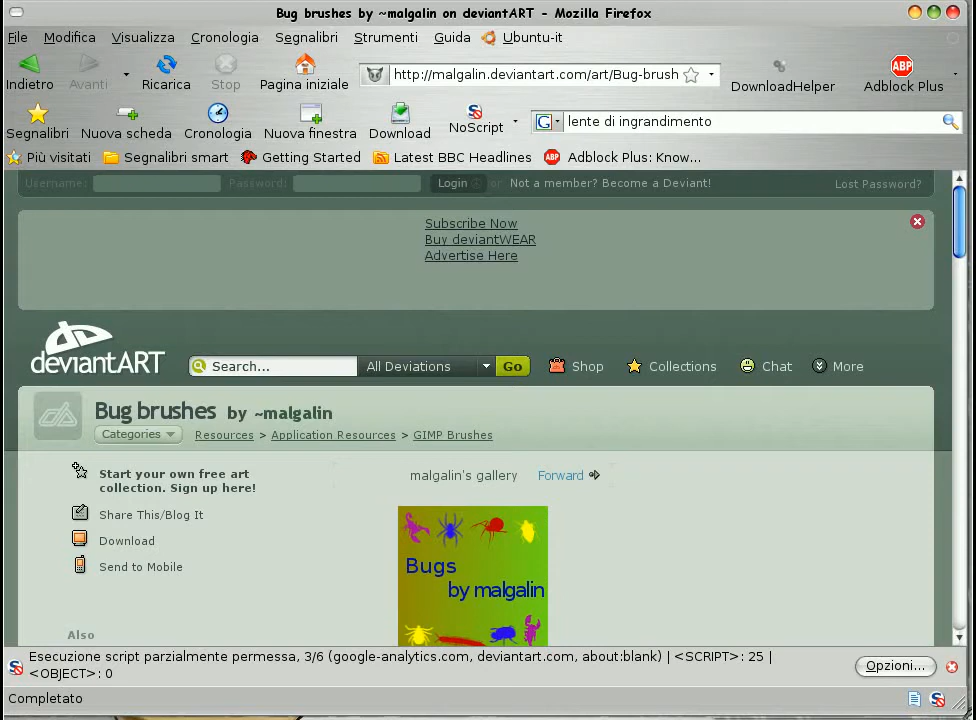 Bug brushes by ~malgalin on deviantART - Mozilla Firefox
File Modifica Visualizza Cronologia Segnalibri Strumenti Guida Ubuntu-it
Indietro Avanti Ricarica Stop Pagina iniziale http://malgalin.deviantart.com/art/Bug-brush DownloadHelper ABP Adblock Plus
Segnalibri Nuova scheda Cronologia Nuova finestra Download NoScript G lente di ingrandimento
Più visitati Segnalibri smart Getting Started Latest BBC Headlines ABP Adblock Plus: Know...
Username: Password: Login or Not a member? Become a Deviant! Lost Password?
Subscribe Now
Buy deviantWEAR
Advertise Here
deviantART Search... All Deviations Go Shop Collections Chat More
Bug brushes by ~malgalin
Categories Resources > Application Resources > GIMP Brushes
Start your own free art
collection. Sign up here!
malgalin's gallery Forward
Share This/Blog It
Download
Send to Mobile
Bugs
by malgalin
Also
Esecuzione script parzialmente permessa, 3/6 (google-analytics.com, deviantart.com, about:blank) | <SCRIPT>: 25 |
<OBJECT>: 0
Opzioni...
Completato